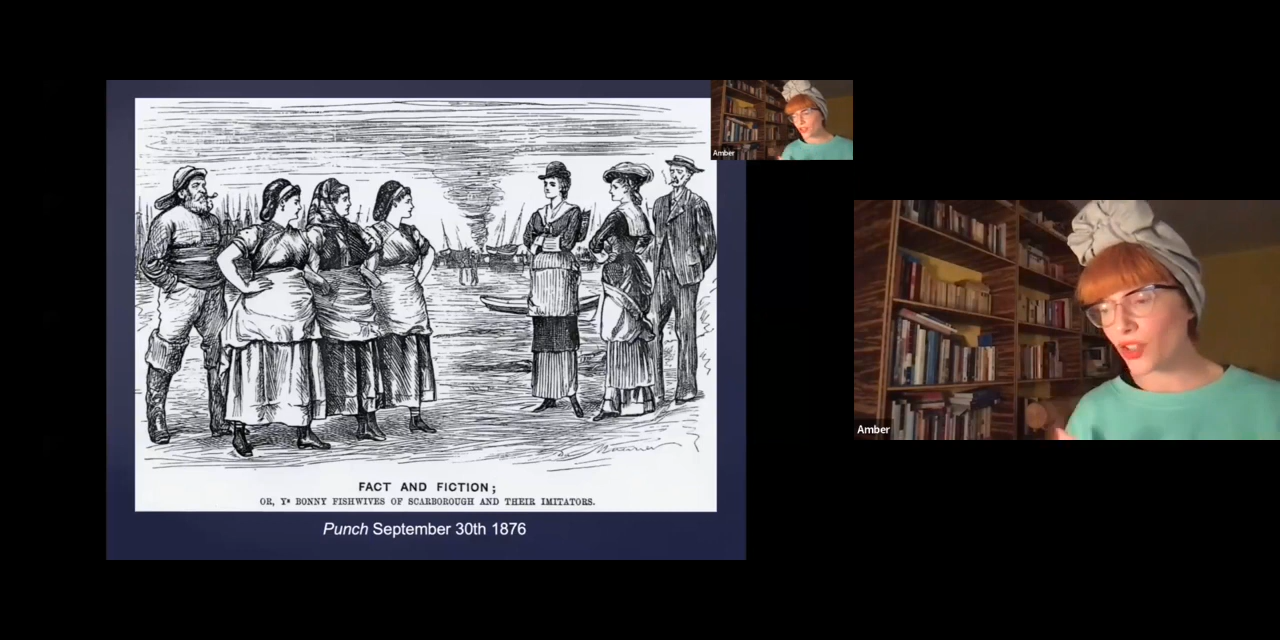 Amber
FACT AND FICTION;
OR, Yᵉ BONNY FISHWIVES OF SCARBOROUGH AND THEIR IMITATORS.
Punch September 30th 1876
Amber